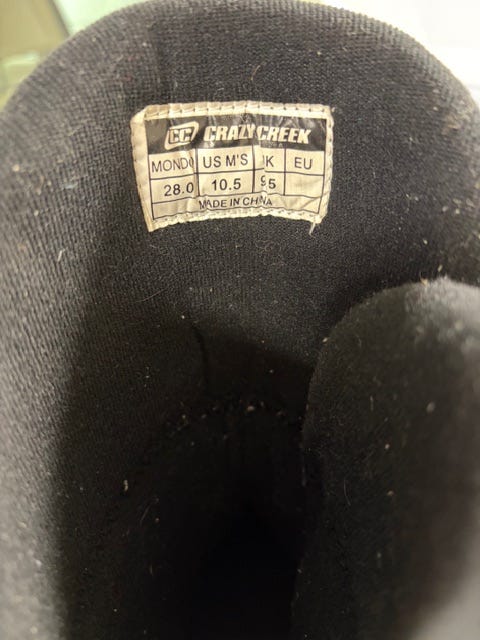 CC CRAZY CREEK
MONDO US M'S UK EU
28.0 10.5 9.5
MADE IN CHINA